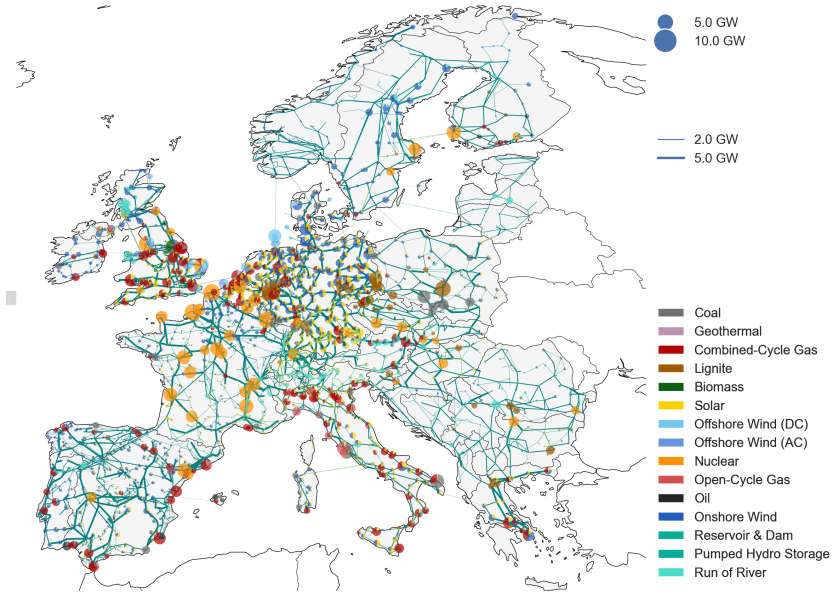 5.0 GW
10.0 GW
2.0 GW
5.0 GW
Coal
Geothermal
Combined-Cycle Gas
Lignite
Biomass
Solar
Offshore Wind (DC)
Offshore Wind (AC)
Nuclear
Open-Cycle Gas
Oil
Onshore Wind
Reservoir & Dam
Pumped Hydro Storage
Run of River